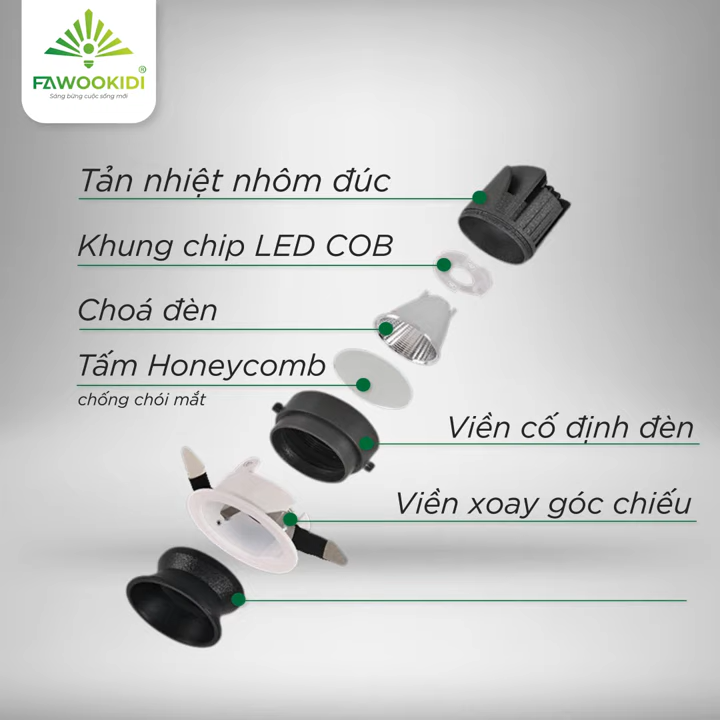 FAWOOKIDI®
Sáng bừng cuộc sống mới
Tản nhiệt nhôm đúc
Khung chip LED COB
Choá đèn
Tấm Honeycomb
chống chói mắt
Viền cố định đèn
Viền xoay góc chiếu